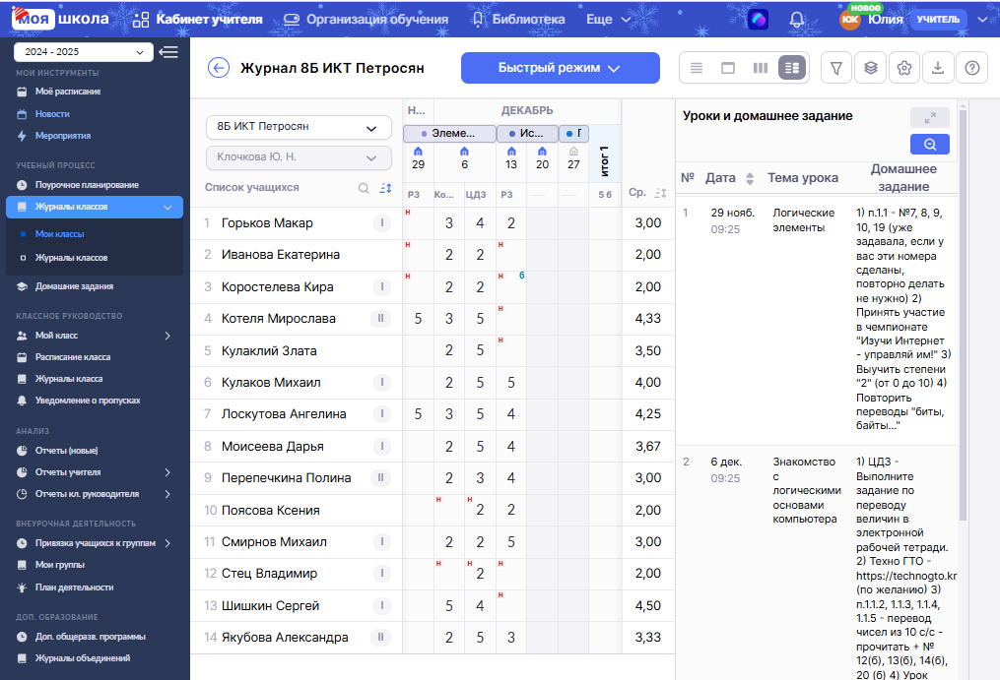 моя школа
Кабинет учителя
Организация обучения
Библиотека
Еще
НОВОЕ
ЮК Юлия
УЧИТЕЛЬ
2024 - 2025
МОИ ИНСТРУМЕНТЫ
Моё расписание
Новости
Мероприятия
УЧЕБНЫЙ ПРОЦЕСС
Поурочное планирование
Журналы классов
Мои классы
Журналы классов
Домашние задания
КЛАССНОЕ РУКОВОДСТВО
Мой класс
Расписание класса
Журналы класса
Уведомление о пропусках
АНАЛИЗ
Отчеты (новые)
Отчеты учителя
Отчеты кл. руководителя
ВНЕУРОЧНАЯ ДЕЯТЕЛЬНОСТЬ
Привязка учащихся к группам
Мои группы
План деятельности
ДОП. ОБРАЗОВАНИЕ
Доп. общеразв. программы
Журналы объединений
Журнал 8Б ИКТ Петросян
Быстрый режим
8Б ИКТ Петросян
Клочкова Ю. Н.
Список учащихся
Н... ДЕКАБРЬ
Элеме... Ис... Г
29 6 13 20 27 итог 1
РЗ Ко... ЦДЗ РЗ 5 б Ср.
1 Горьков Макар I н 3 4 2 3,00
2 Иванова Екатерина н 2 2 н 2,00
3 Коростелева Кира I н 2 2 н б 2,00
4 Котеля Мирослава II 5 3 5 н 4,33
5 Кулаклий Злата 2 5 н 3,50
6 Кулаков Михаил I 2 5 5 4,00
7 Лоскутова Ангелина I 5 3 5 4 4,25
8 Моисеева Дарья I 2 5 4 3,67
9 Перепечкина Полина II 2 3 4 3,00
10 Поясова Ксения н н 2 2 2,00
11 Смирнов Михаил I 2 2 5 3,00
12 Стец Владимир I н н 2 н 2,00
13 Шишкин Сергей I 5 4 н 4,50
14 Якубова Александра II 2 5 3 3,33
Уроки и домашнее задание
№ Дата Тема урока Домашнее
задание
1 29 нояб.
09:25
Логические
элементы
1) п.1.1 - №7, 8, 9,
10, 19 (уже
задавала, если у
вас эти номера
сделаны,
повторно делать
не нужно) 2)
Принять участие
в чемпионате
"Изучи Интернет
- управляй им!" 3)
Выучить степени
"2" (от 0 до 10) 4)
Повторить
переводы "биты,
байты..."
2 6 дек.
09:25
Знакомство
с
логическими
основами
компьютера
1) ЦДЗ -
Выполните
задание по
переводу
величин в
электронной
рабочей тетради.
2) Техно ГТО -
https://technogto.kr
(по желанию) 3)
п.1.1.2, 1.1.3, 1.1.4,
1.1.5 - перевод
чисел из 10 с/с -
прочитать + №
12(б), 13(б), 14(б),
20 (б) 4) Урок